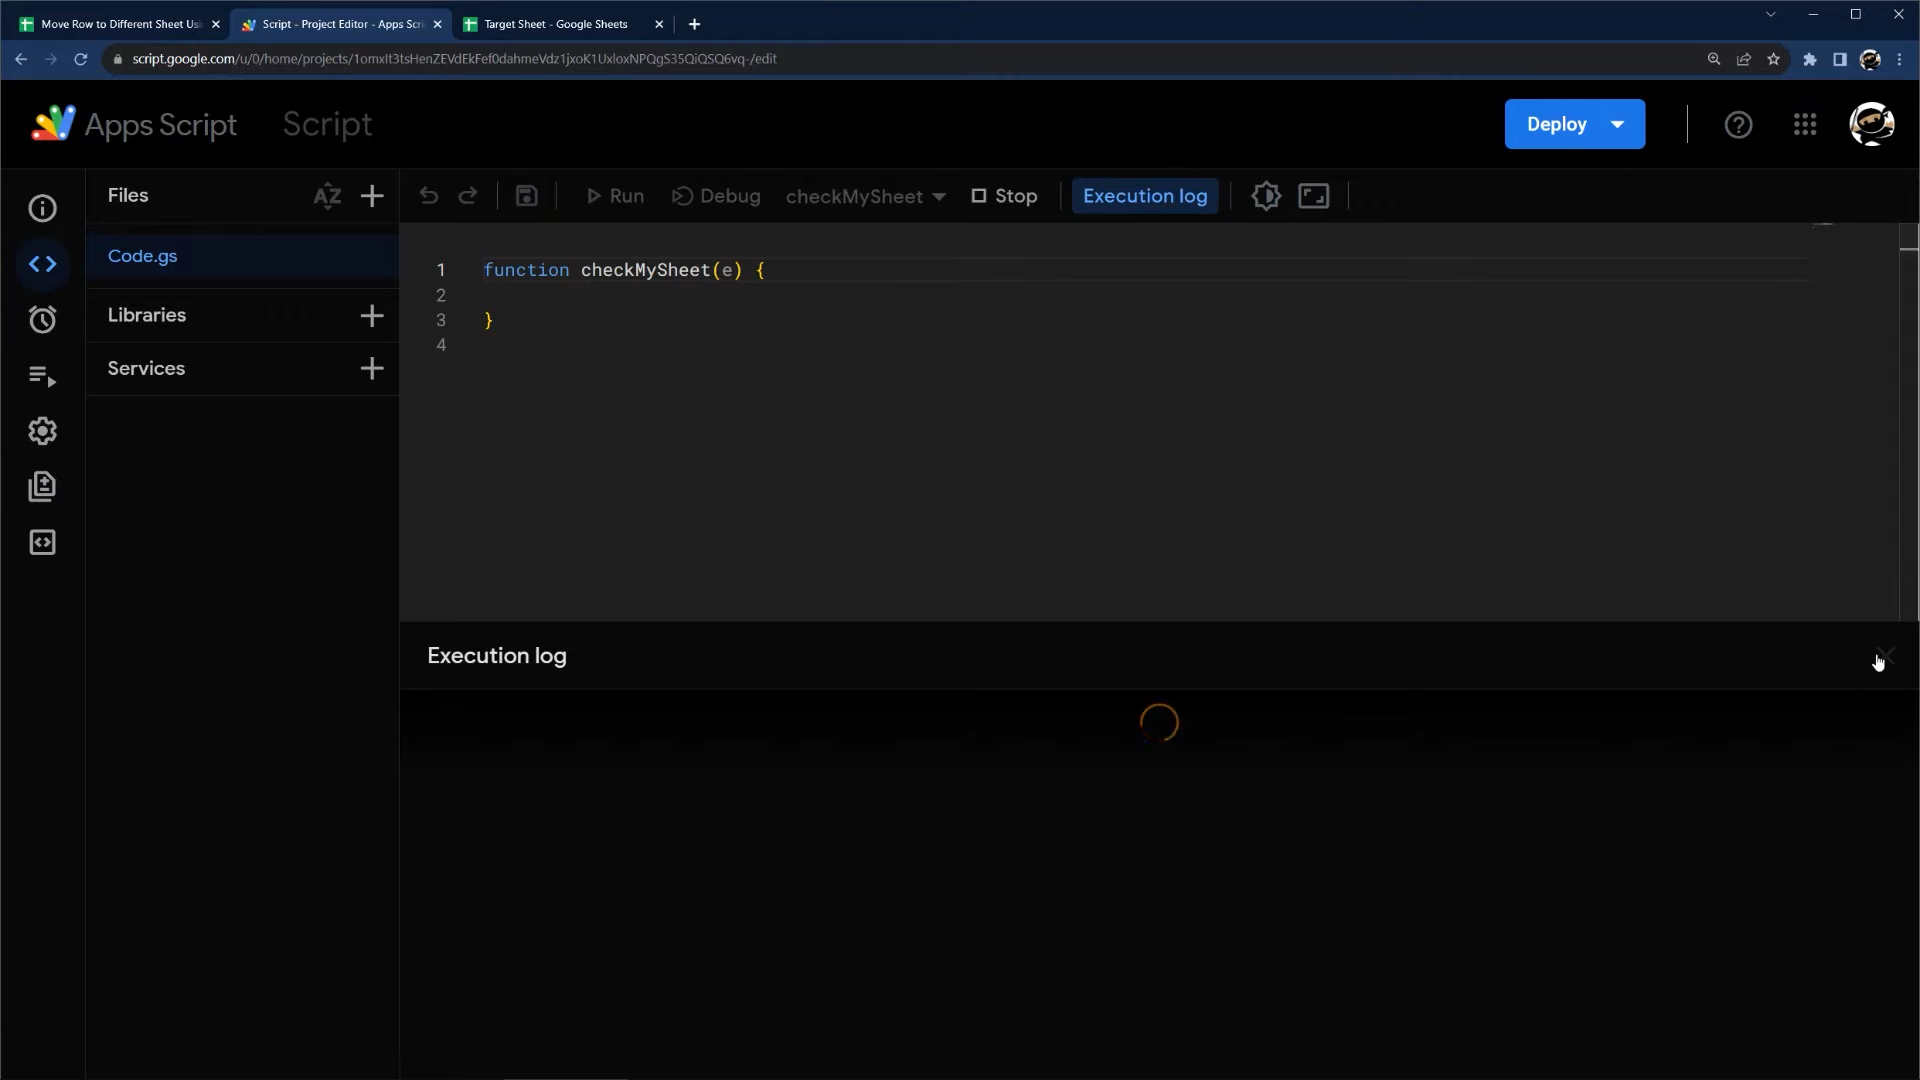 Move Row to Different Sheet Usi
Script - Project Editor - Apps Scri
Target Sheet - Google Sheets
script.google.com/u/0/home/projects/1omxIt3tsHenZEVdEkFef0dahmeVdz1jxoK1UxloxNPQgS35QiQSQ6vq-/edit
Apps Script Script
Deploy
Files
AZ
Run Debug checkMySheet Stop Execution log
Code.gs
Libraries
Services
1 function checkMySheet(e) {
2
3 }
4
Execution log